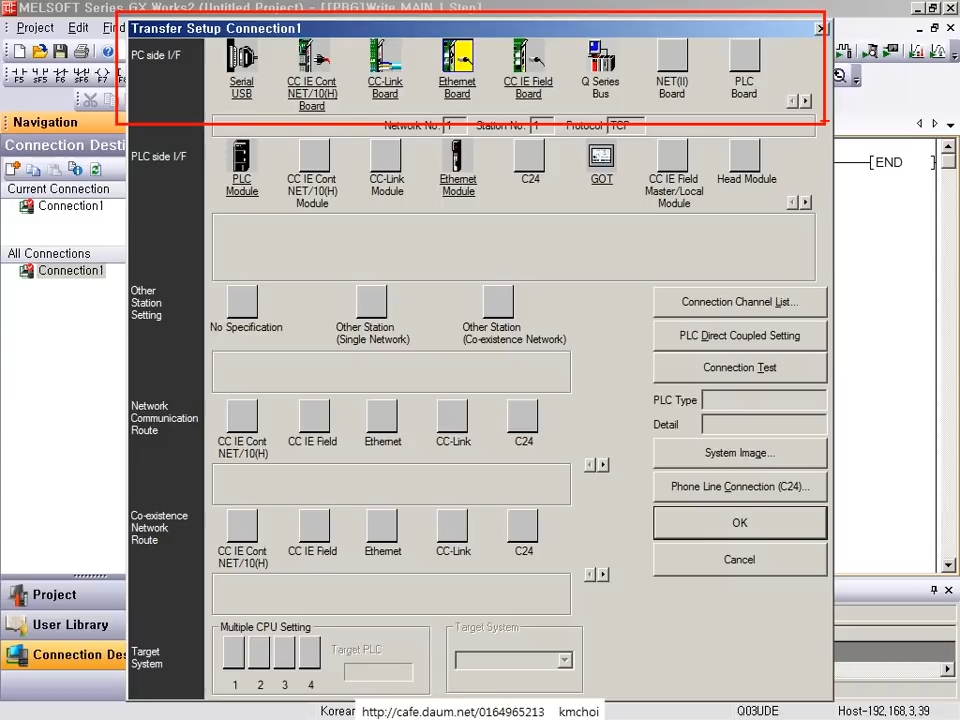 MELSOFT Series GX Works2 (Untitled Project) - [[PRG]Write MAIN 1 Step]
Project Edit Find
Transfer Setup Connection1
PC side I/F
Serial
USB
CC IE Cont
NET/10(H)
Board
CC-Link
Board
Ethernet
Board
CC IE Field
Board
Q Series
Bus
NET(II)
Board
PLC
Board
F5 sF5 F6 sF6 F7
F9
Navigation
Network No. 1 Station No. 1 Protocol TCP
Connection Desti
PLC side I/F
PLC
Module
CC IE Cont
NET/10(H)
Module
CC-Link
Module
Ethernet
Module
C24
GOT
CC IE Field
Master/Local
Module
Head Module
[END ]
Current Connection
Connection1
All Connections
Connection1
Other
Station
Setting
No Specification
Other Station
(Single Network)
Other Station
(Co-existence Network)
Connection Channel List...
PLC Direct Coupled Setting
Connection Test
PLC Type
Detail
System Image...
Phone Line Connection (C24)...
OK
Cancel
Network
Communication
Route
CC IE Cont
NET/10(H)
CC IE Field
Ethernet
CC-Link
C24
Co-existence
Network
Route
CC IE Cont
NET/10(H)
CC IE Field
Ethernet
CC-Link
C24
Project
User Library
Connection Des
Target
System
Multiple CPU Setting
1 2 3 4
Target PLC
Target System
Korean
http://cafe.daum.net/0164965213 kmchoi
Q03UDE
Host-192,168,3,39